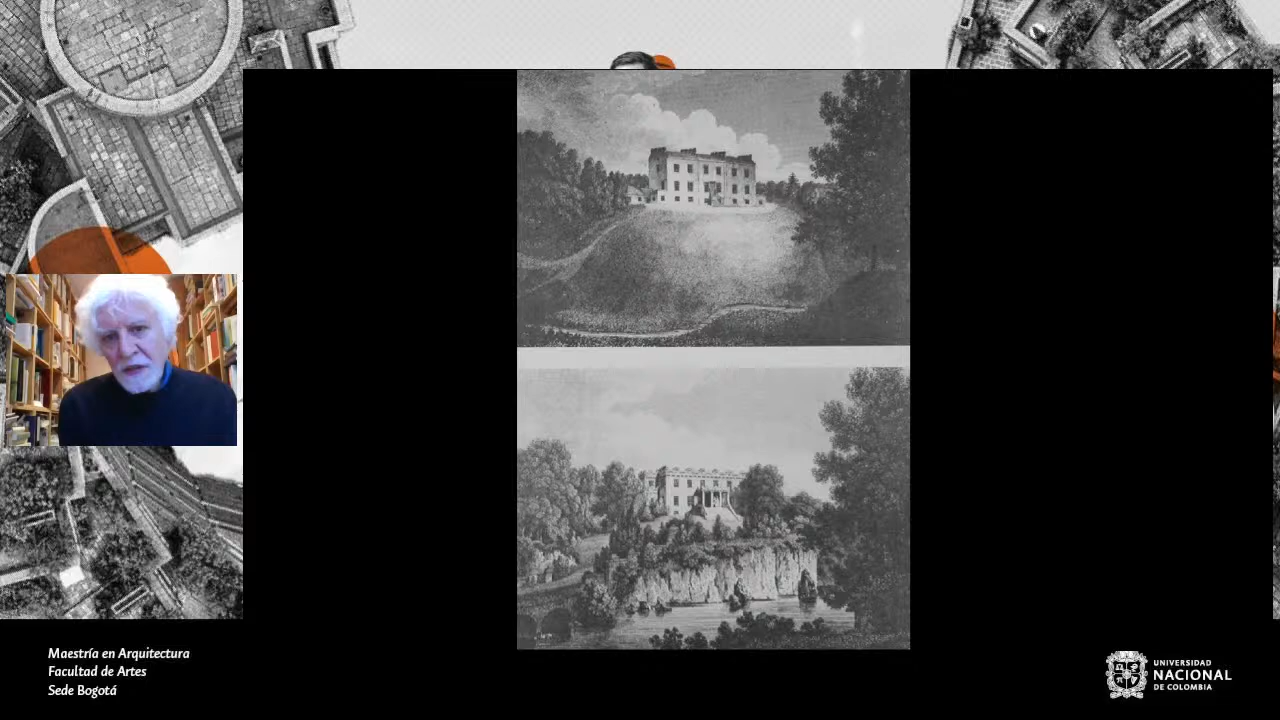 Maestría en Arquitectura
Facultad de Artes
Sede Bogotá
UNIVERSIDAD
NACIONAL
DE COLOMBIA